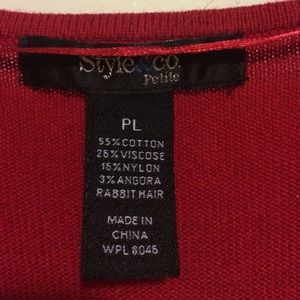 Style&co.
Petite
PL
55%COTTON
26%VISCOSE
16%NYLON
3%ANGORA
RABBIT HAIR
MADE IN
CHINA
WPL 8046